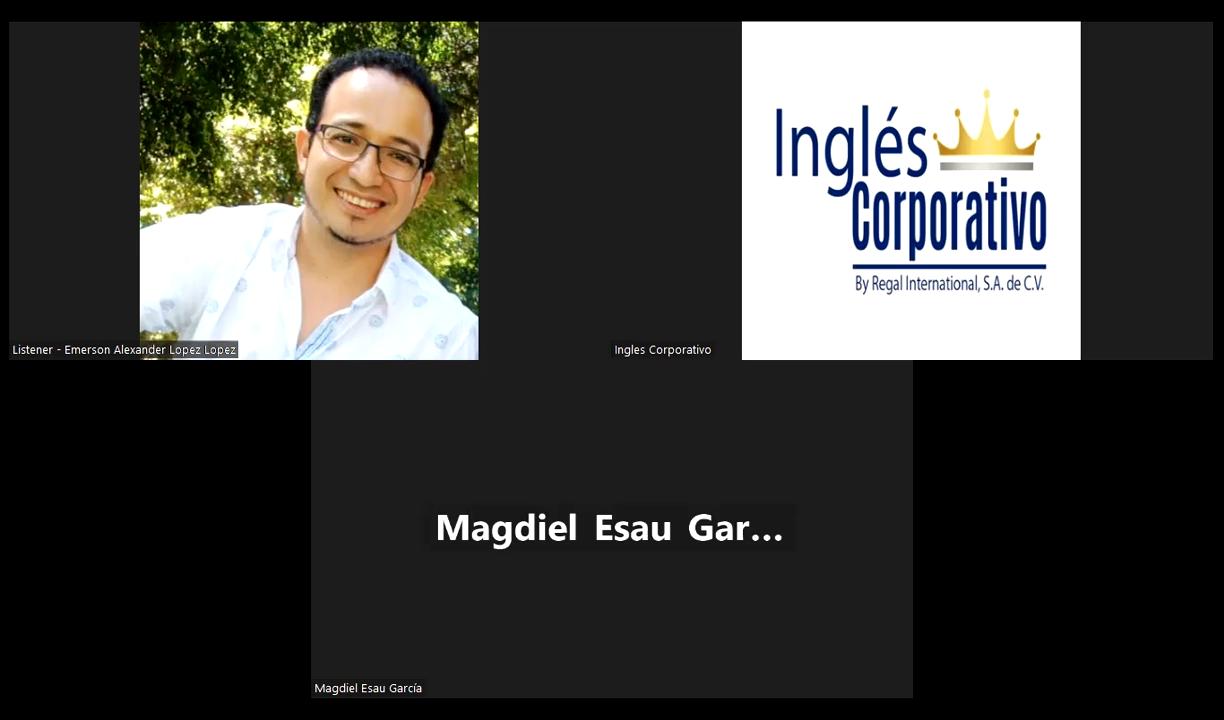 Inglés
Corporativo
By Regal International, S.A. de C.V.
Listener - Emerson Alexander Lopez Lopez
Ingles Corporativo
Magdiel Esau Gar...
Magdiel Esau García